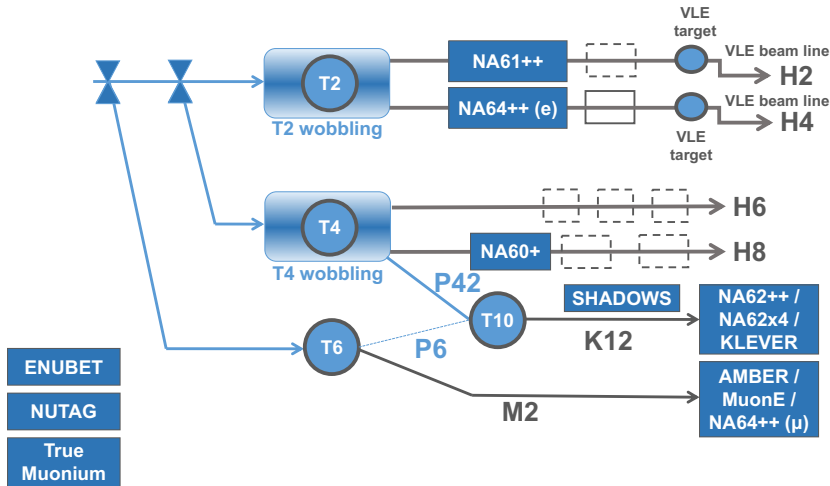 VLE
target
T2
NA61++
VLE beam line
H2
NA64++ (e)
VLE beam line
H4
T2 wobbling
VLE
target
T4
H6
NA60+
H8
T4 wobbling
P42
SHADOWS
T10
K12
NA62++ /
NA62x4 /
KLEVER
T6
P6
M2
AMBER /
MuonE /
NA64++ (μ)
ENUBET
NUTAG
True
Muonium